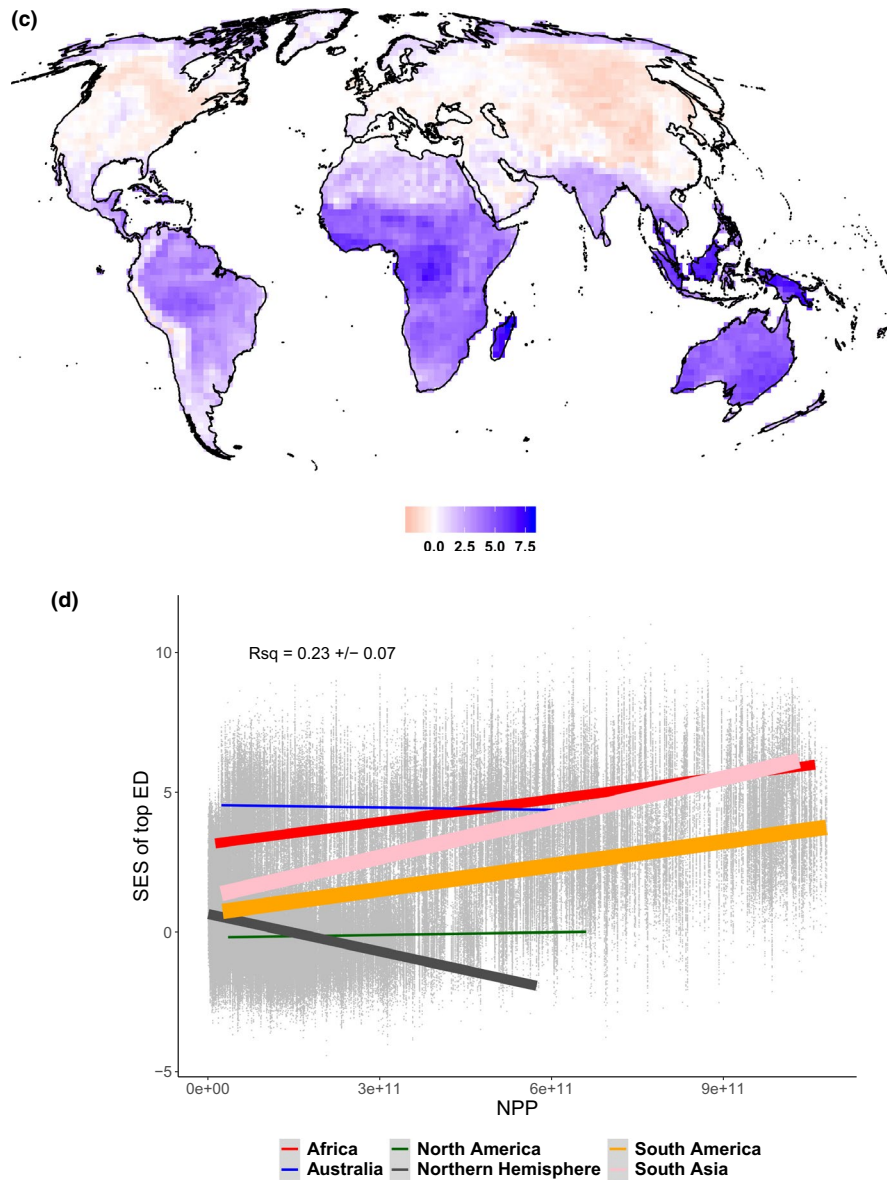 (c)
0.0 2.5 5.0 7.5
(d)
Rsq = 0.23 +/− 0.07
10
5
0
−5
SES of top ED
0e+00 3e+11 6e+11 9e+11
NPP
Africa North America South America
Australia Northern Hemisphere South Asia